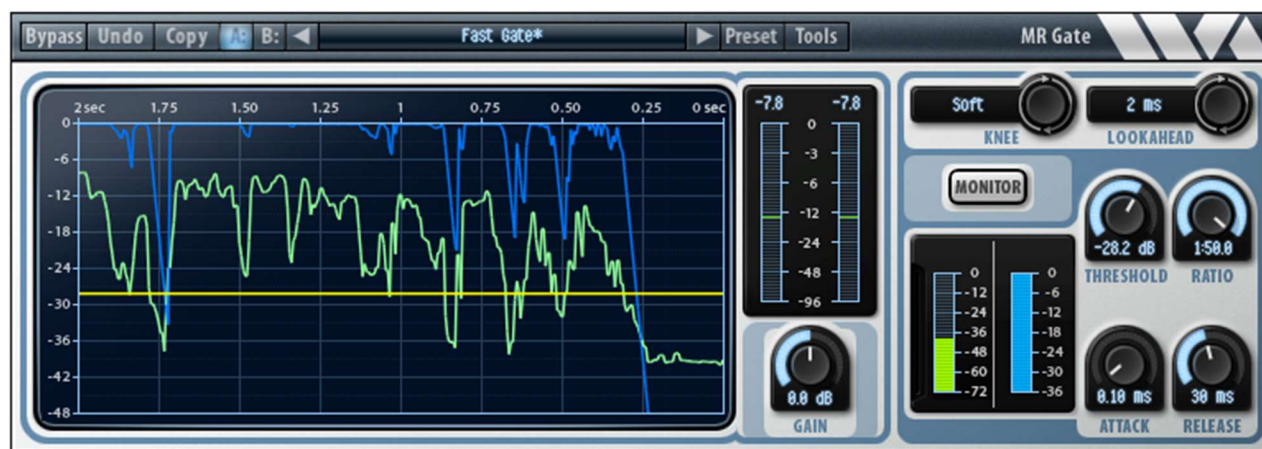 Bypass Undo Copy A: B: Fast Gate* Preset Tools MR Gate
2 sec 1.75 1.50 1.25 1 0.75 0.50 0.25 0 sec
0
-6
-12
-18
-24
-30
-36
-42
-48
-7.8 -7.8
0
-3
-6
-12
-24
-48
-96
0.0 dB
GAIN
Soft 2 ms
KNEE LOOKAHEAD
MONITOR
-28.2 dB 1:50.0
THRESHOLD RATIO
0 0
-12 -6
-24 -12
-36 -18
-48 -24
-60 -30
-72 -36
0.10 ms 30 ms
ATTACK RELEASE